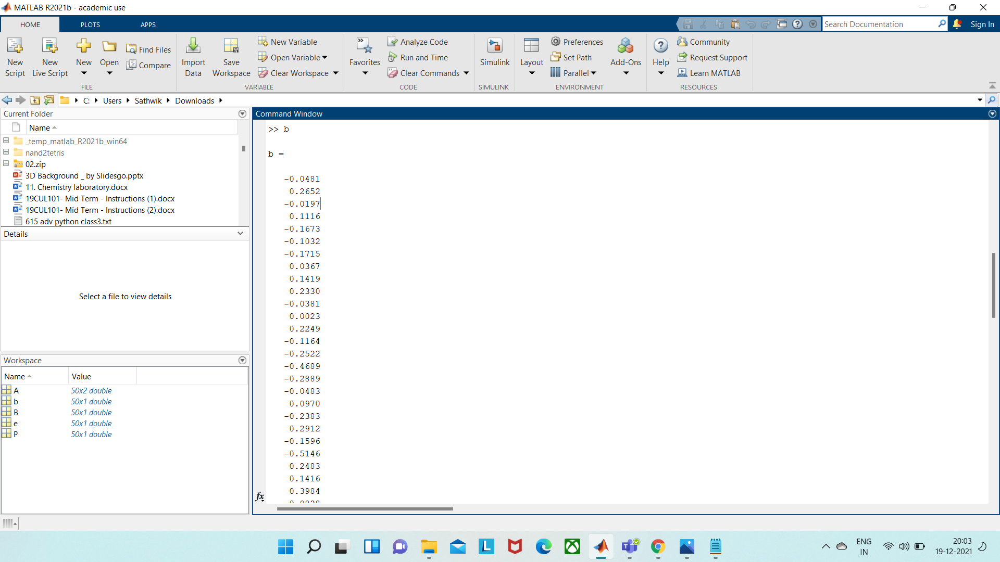 MATLAB R2021b - academic use
HOME PLOTS APPS
Search Documentation
Sign In
New Script
New Live Script
New
Open
Find Files
Compare
FILE
Import Data
Save Workspace
New Variable
Open Variable
Clear Workspace
VARIABLE
Favorites
Analyze Code
Run and Time
Clear Commands
CODE
Simulink
SIMULINK
Layout
Preferences
Set Path
Parallel
Add-Ons
ENVIRONMENT
Help
Community
Request Support
Learn MATLAB
RESOURCES
C: Users Sathwik Downloads
Current Folder
Name
_temp_matlab_R2021b_win64
nand2tetris
02.zip
3D Background _ by Slidesgo.pptx
11. Chemistry laboratory.docx
19CUL101- Mid Term - Instructions (1).docx
19CUL101- Mid Term - Instructions (2).docx
615 adv python class3.txt
Details
Select a file to view details
Workspace
Name Value
A 50x2 double
b 50x1 double
B 50x1 double
e 50x1 double
P 50x1 double
Command Window
>> b
b =
-0.0481
0.2652
-0.0197
0.1116
-0.1673
-0.1032
-0.1715
0.0367
0.1419
0.2330
-0.0381
0.0023
0.2249
-0.1164
-0.2522
-0.4689
-0.2889
-0.0483
0.0970
-0.2383
0.2912
-0.1596
-0.5146
0.2483
0.1416
0.3984
fx
ENG
IN
20:03
19-12-2021